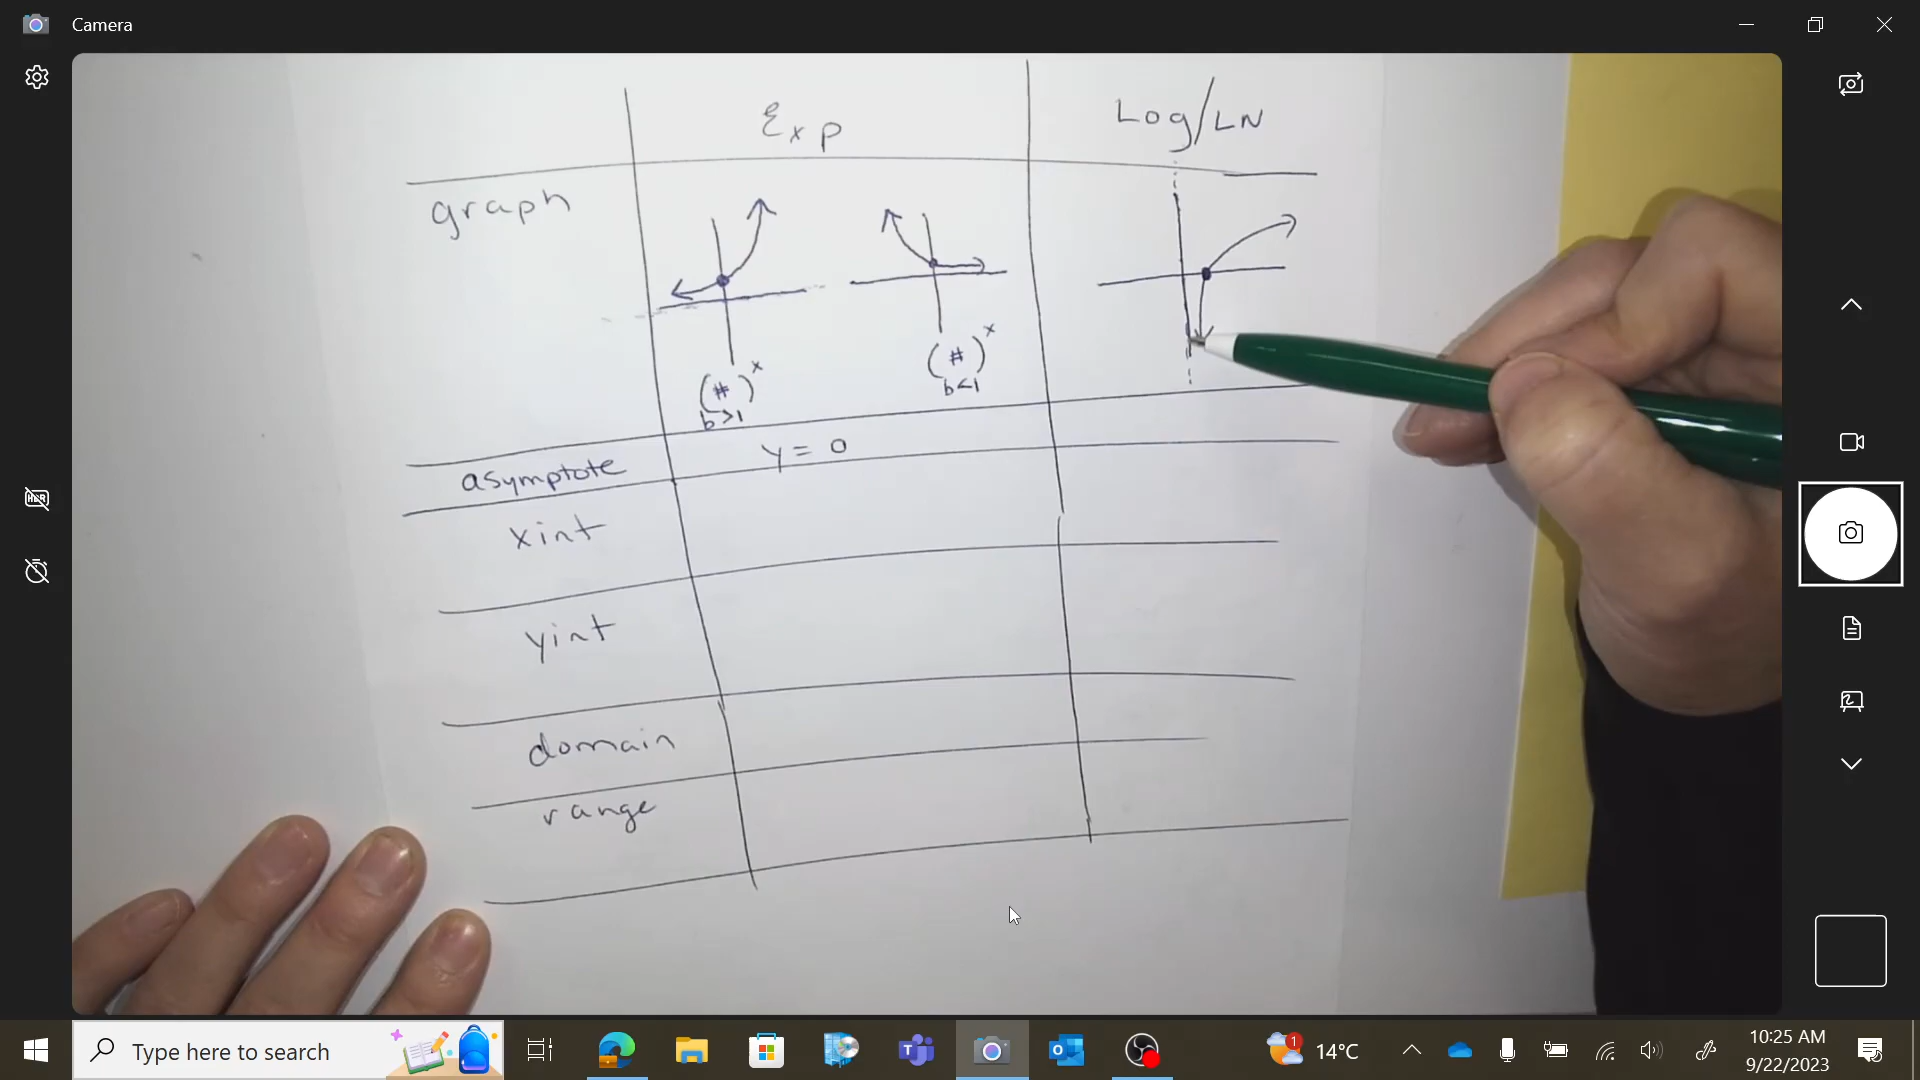 Camera
Exp
Log/LN
graph
(#)^x
b>1
(#)^x
b<1
asymptote
y = 0
xint
yint
domain
range
Type here to search
1
14°C
10:25 AM
9/22/2023